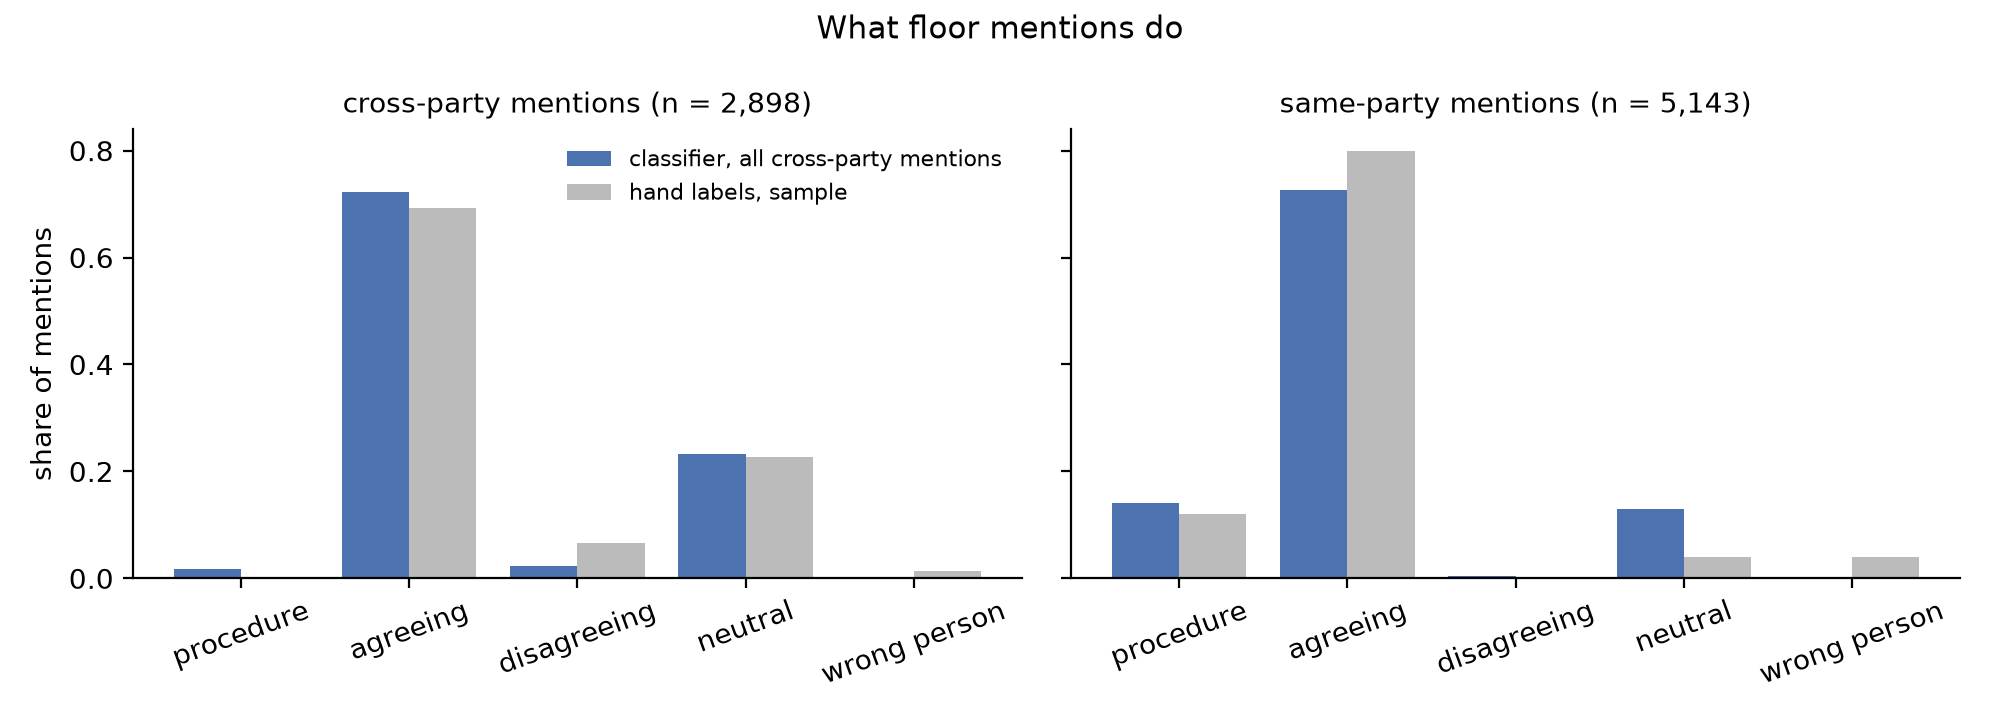 What floor mentions do
cross-party mentions (n = 2,898)
classifier, all cross-party mentions
hand labels, sample
share of mentions
0.8
0.6
0.4
0.2
0.0
procedure
agreeing
disagreeing
neutral
wrong person
same-party mentions (n = 5,143)
procedure
agreeing
disagreeing
neutral
wrong person